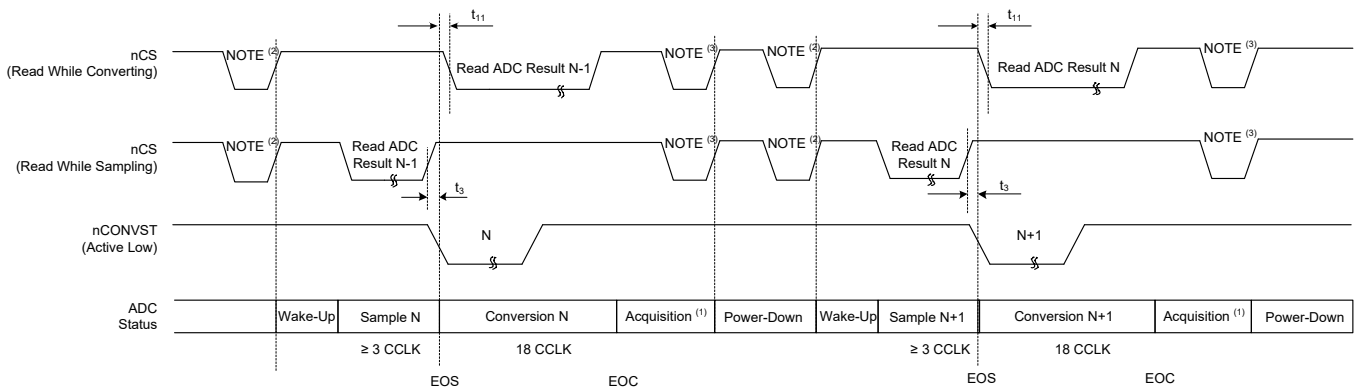 t11 t11
nCS
(Read While Converting)
NOTE (2) Read ADC Result N-1 NOTE (3) NOTE (2) Read ADC Result N NOTE (3)
nCS
(Read While Sampling)
NOTE (2) Read ADC
Result N-1 NOTE (3) NOTE (2) Read ADC
Result N NOTE (3)
t3 t3
nCONVST
(Active Low)
N N+1
ADC
Status
Wake-Up Sample N Conversion N Acquisition (1) Power-Down Wake-Up Sample N+1 Conversion N+1 Acquisition (1) Power-Down
≥ 3 CCLK 18 CCLK ≥ 3 CCLK 18 CCLK
EOS EOC EOS EOC